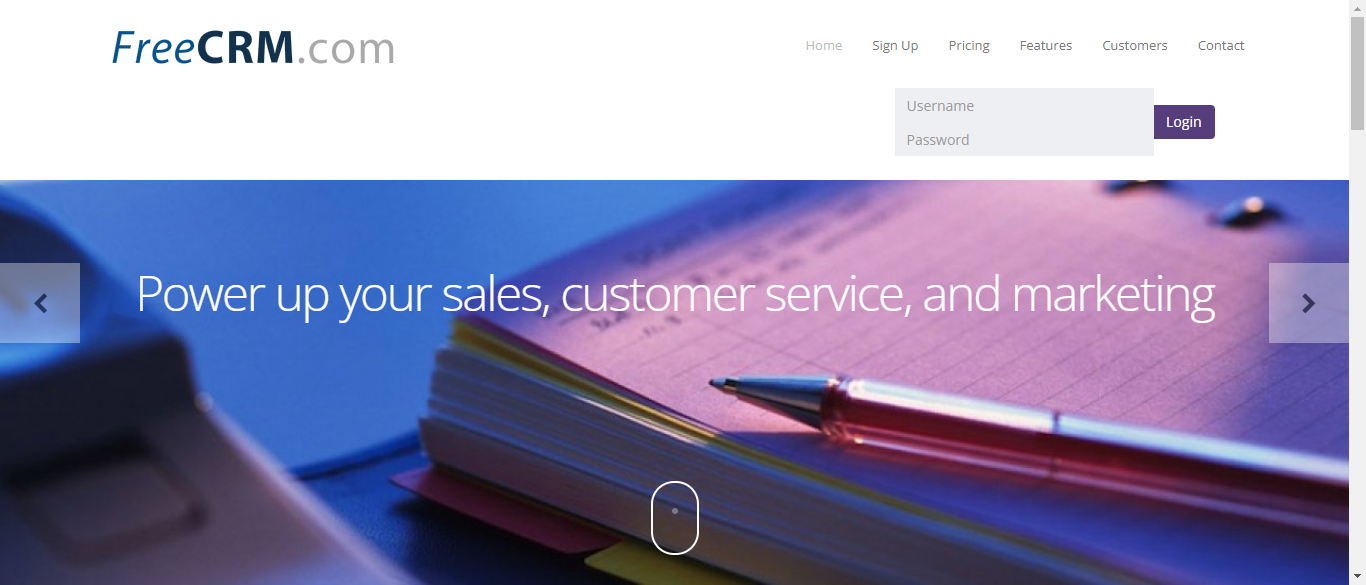 FreeCRM.com
Home Sign Up Pricing Features Customers Contact
Username
Login
Password
Power up your sales, customer service, and marketing